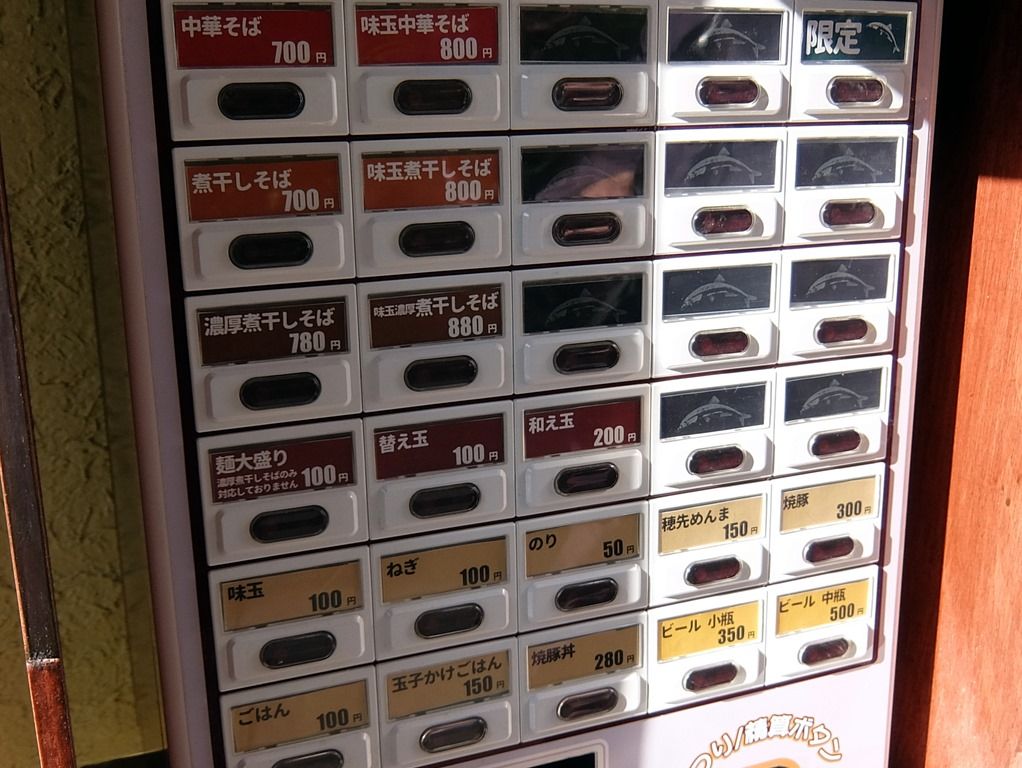 中華そば
700円
味玉中華そば
800円
限定
煮干しそば
700円
味玉煮干しそば
800円
濃厚煮干しそば
780円
味玉濃厚煮干しそば
880円
麺大盛り
濃厚煮干しそばのみ
対応しておりません
100円
替え玉
100円
和え玉
200円
味玉
100円
ねぎ
100円
のり
50円
穂先めんま
150円
焼豚
300円
ごはん
100円
玉子かけごはん
150円
焼豚丼
280円
ビール 小瓶
350円
ビール 中瓶
500円
つり/精算ボタン